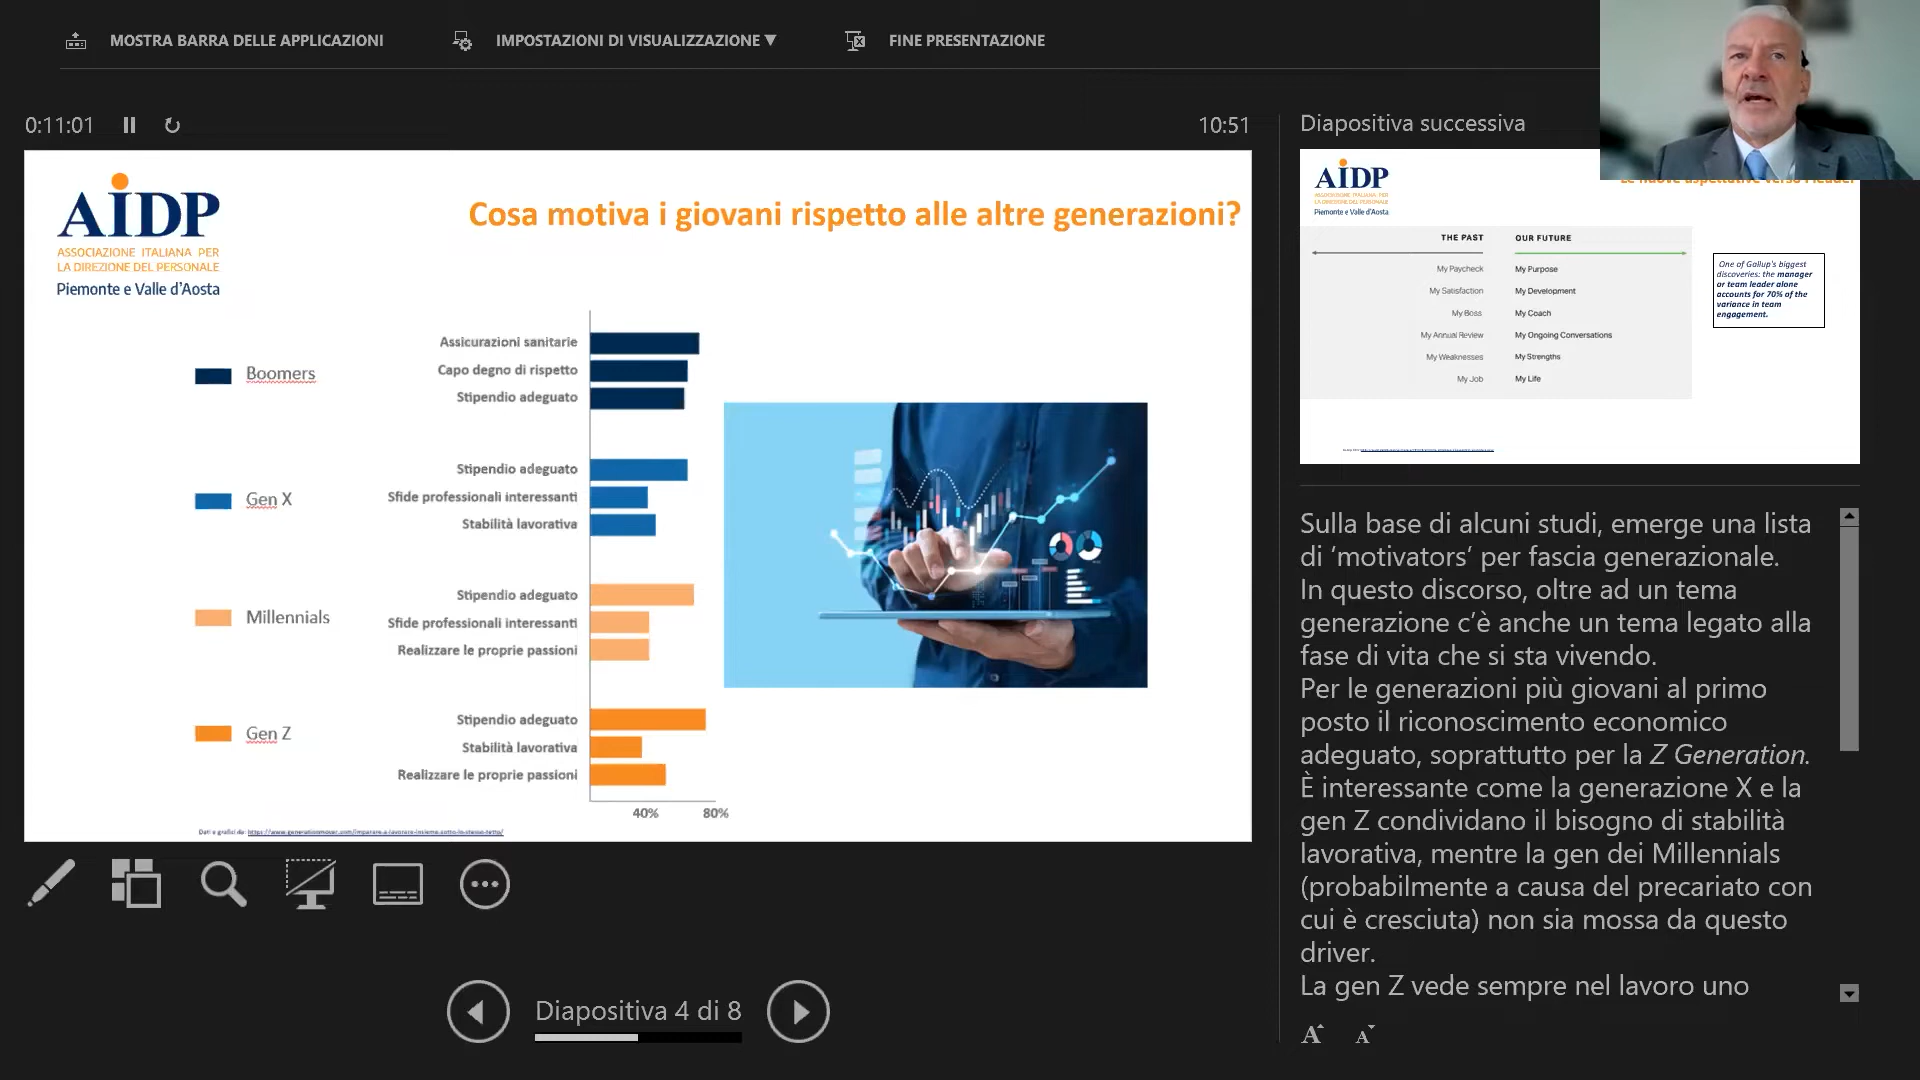 MOSTRA BARRA DELLE APPLICAZIONI
IMPOSTAZIONI DI VISUALIZZAZIONE ▼
FINE PRESENTAZIONE
0:11:01
10:51
AIDP
ASSOCIAZIONE ITALIANA PER
LA DIREZIONE DEL PERSONALE
Piemonte e Valle d'Aosta
Cosa motiva i giovani rispetto alle altre generazioni?
Boomers
Assicurazioni sanitarie
Capo degno di rispetto
Stipendio adeguato
Gen X
Stipendio adeguato
Sfide professionali interessanti
Stabilità lavorativa
Millennials
Stipendio adeguato
Sfide professionali interessanti
Realizzare le proprie passioni
Gen Z
Stipendio adeguato
Stabilità lavorativa
Realizzare le proprie passioni
40%
80%
Dati e grafici da:
Diapositiva 4 di 8
Diapositiva successiva
AIDP
ASSOCIAZIONE ITALIANA PER
LA DIREZIONE DEL PERSONALE
Piemonte e Valle d'Aosta
THE PAST OUR FUTURE
My Paycheck My Purpose
My Satisfaction My Development
My Boss My Coach
My Annual Review My Ongoing Conversations
My Weaknesses My Strengths
My Job My Life
One of Gallup's biggest
discoveries: the manager
or team leader alone
accounts for 70% of the
variance in team
engagement.
Sulla base di alcuni studi, emerge una lista
di ‘motivators’ per fascia generazionale.
In questo discorso, oltre ad un tema
generazione c’è anche un tema legato alla
fase di vita che si sta vivendo.
Per le generazioni più giovani al primo
posto il riconoscimento economico
adeguato, soprattutto per la Z Generation.
È interessante come la generazione X e la
gen Z condividano il bisogno di stabilità
lavorativa, mentre la gen dei Millennials
(probabilmente a causa del precariato con
cui è cresciuta) non sia mossa da questo
driver.
La gen Z vede sempre nel lavoro uno
A A